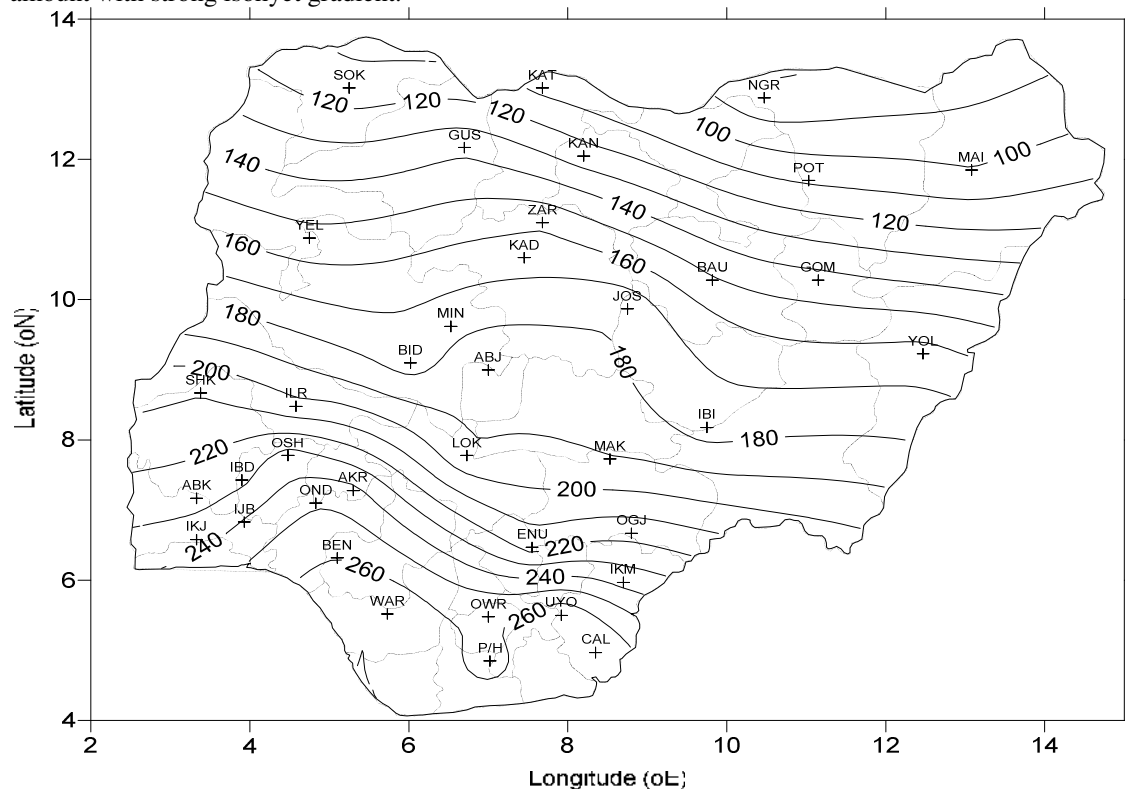 amount with strong isohyet gradient.
14
SOK
KAT
NGR
120
120
120
100
GUS
KAN
12
140
MAI
100
POT
140
120
ZAR
YEL
160
KAD
160
BAU
GOM
10
JOS
180
MIN
YOL
BID
ABJ
180
200
SHK
ILR
IBI
8
220
OSH
LOK
MAK
180
IBD
AKR
ABK
OND
200
IJB
IKJ
OGJ
240
BEN
ENU
220
260
240
IKM
6
WAR
OWR
260
UYO
P/H
CAL
4
2
4
6
8
10
12
14
Latitude (oN)
Longitude (oE)